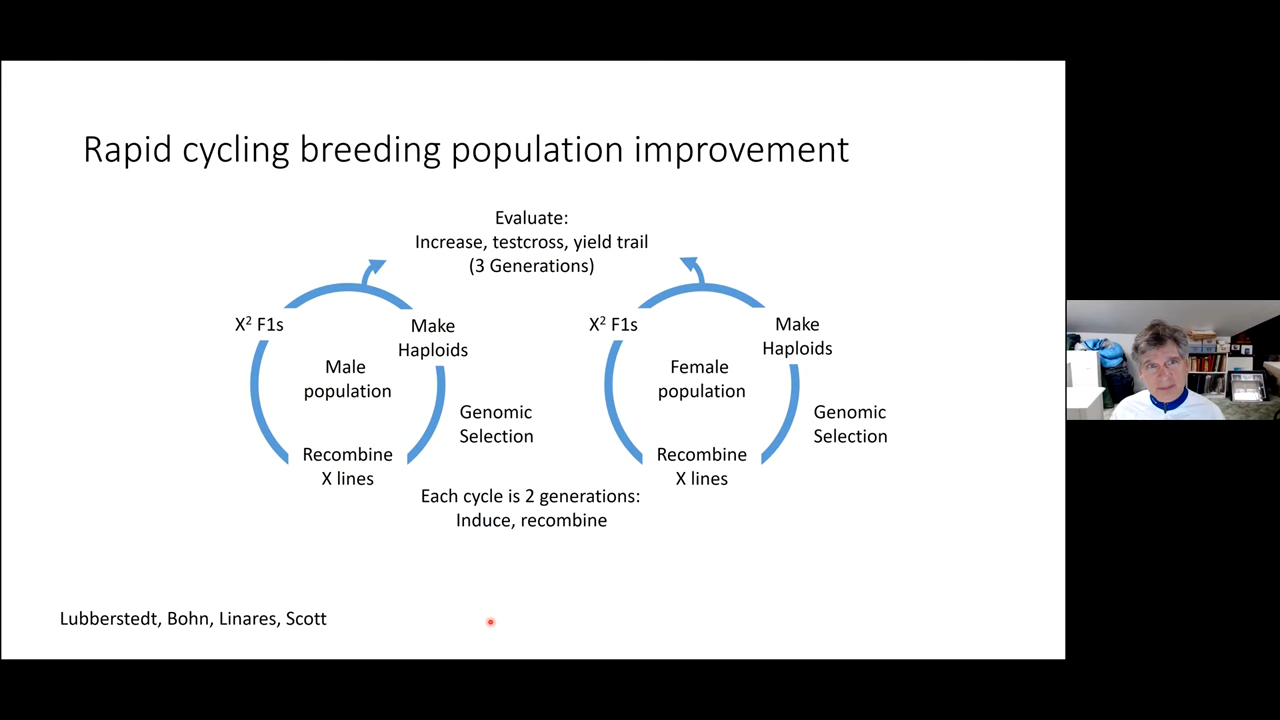 Rapid cycling breeding population improvement
Evaluate:
Increase, testcross, yield trail
(3 Generations)
X² F1s
Make
Haploids
Male
population
Genomic
Selection
Recombine
X lines
X² F1s
Make
Haploids
Female
population
Genomic
Selection
Recombine
X lines
Each cycle is 2 generations:
Induce, recombine
Lubberstedt, Bohn, Linares, Scott